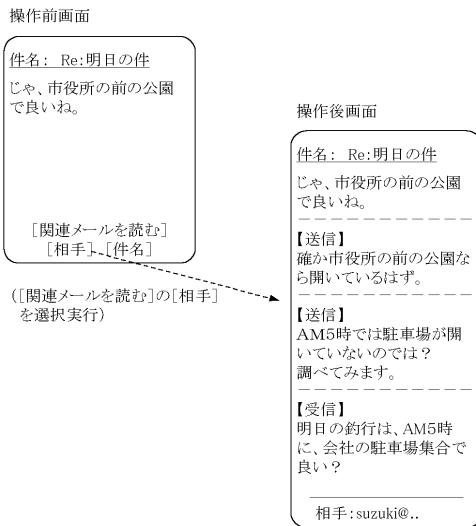 操作前画面
件名: Re:明日の件
じゃ、市役所の前の公園
で良いね。
[関連メールを読む]
[相手] [件名]
([関連メールを読む]の[相手]
を選択実行)
操作後画面
件名: Re:明日の件
じゃ、市役所の前の公園
で良いね。
【送信】
確か市役所の前の公園な
ら開いているはず。
【送信】
AM5時では駐車場が開
いていないのでは?
調べてみます。
【受信】
明日の釣行は、AM5時
に、会社の駐車場集合で
良い?
相手:suzuki@..